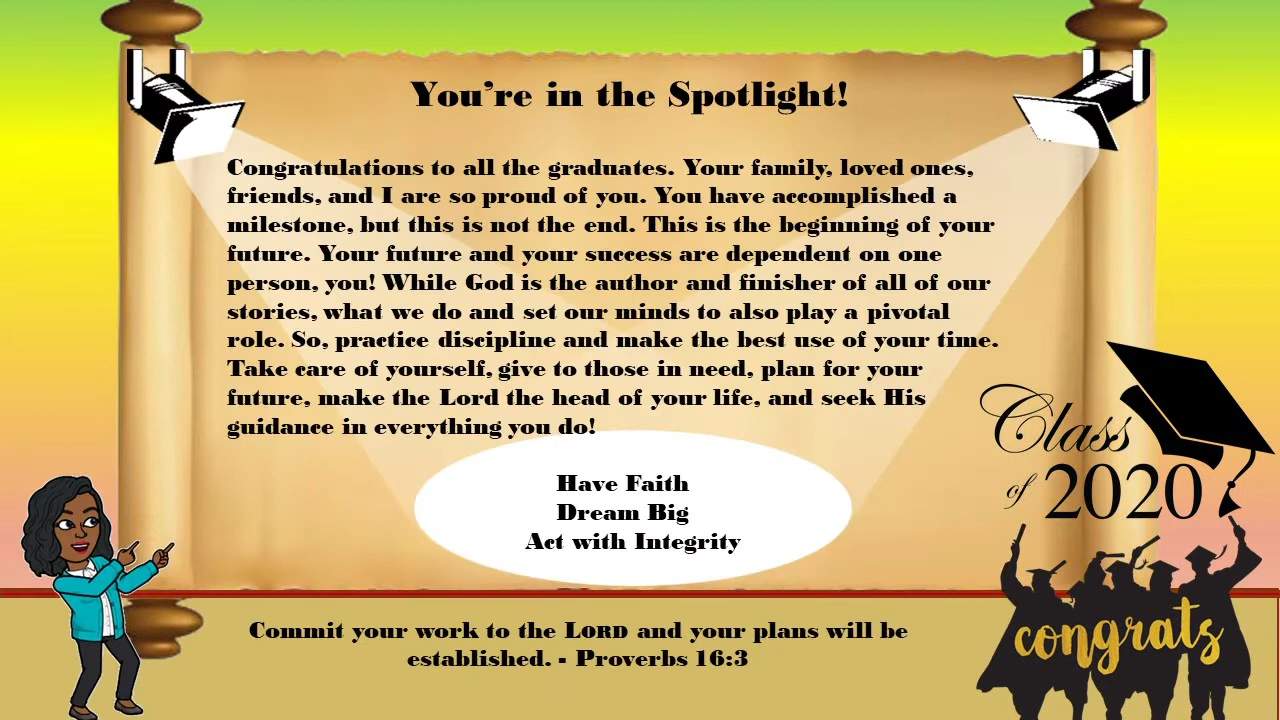 You're in the Spotlight!
Congratulations to all the graduates. Your family, loved ones,
friends, and I are so proud of you. You have accomplished a
milestone, but this is not the end. This is the beginning of your
future. Your future and your success are dependent on one
person, you! While God is the author and finisher of all of our
stories, what we do and set our minds to also play a pivotal
role. So, practice discipline and make the best use of your time.
Take care of yourself, give to those in need, plan for your
future, make the Lord the head of your life, and seek His
guidance in everything you do!
Have Faith
Dream Big
Act with Integrity
Class
of 2020
congrats
Commit your work to the LORD and your plans will be
established. - Proverbs 16:3